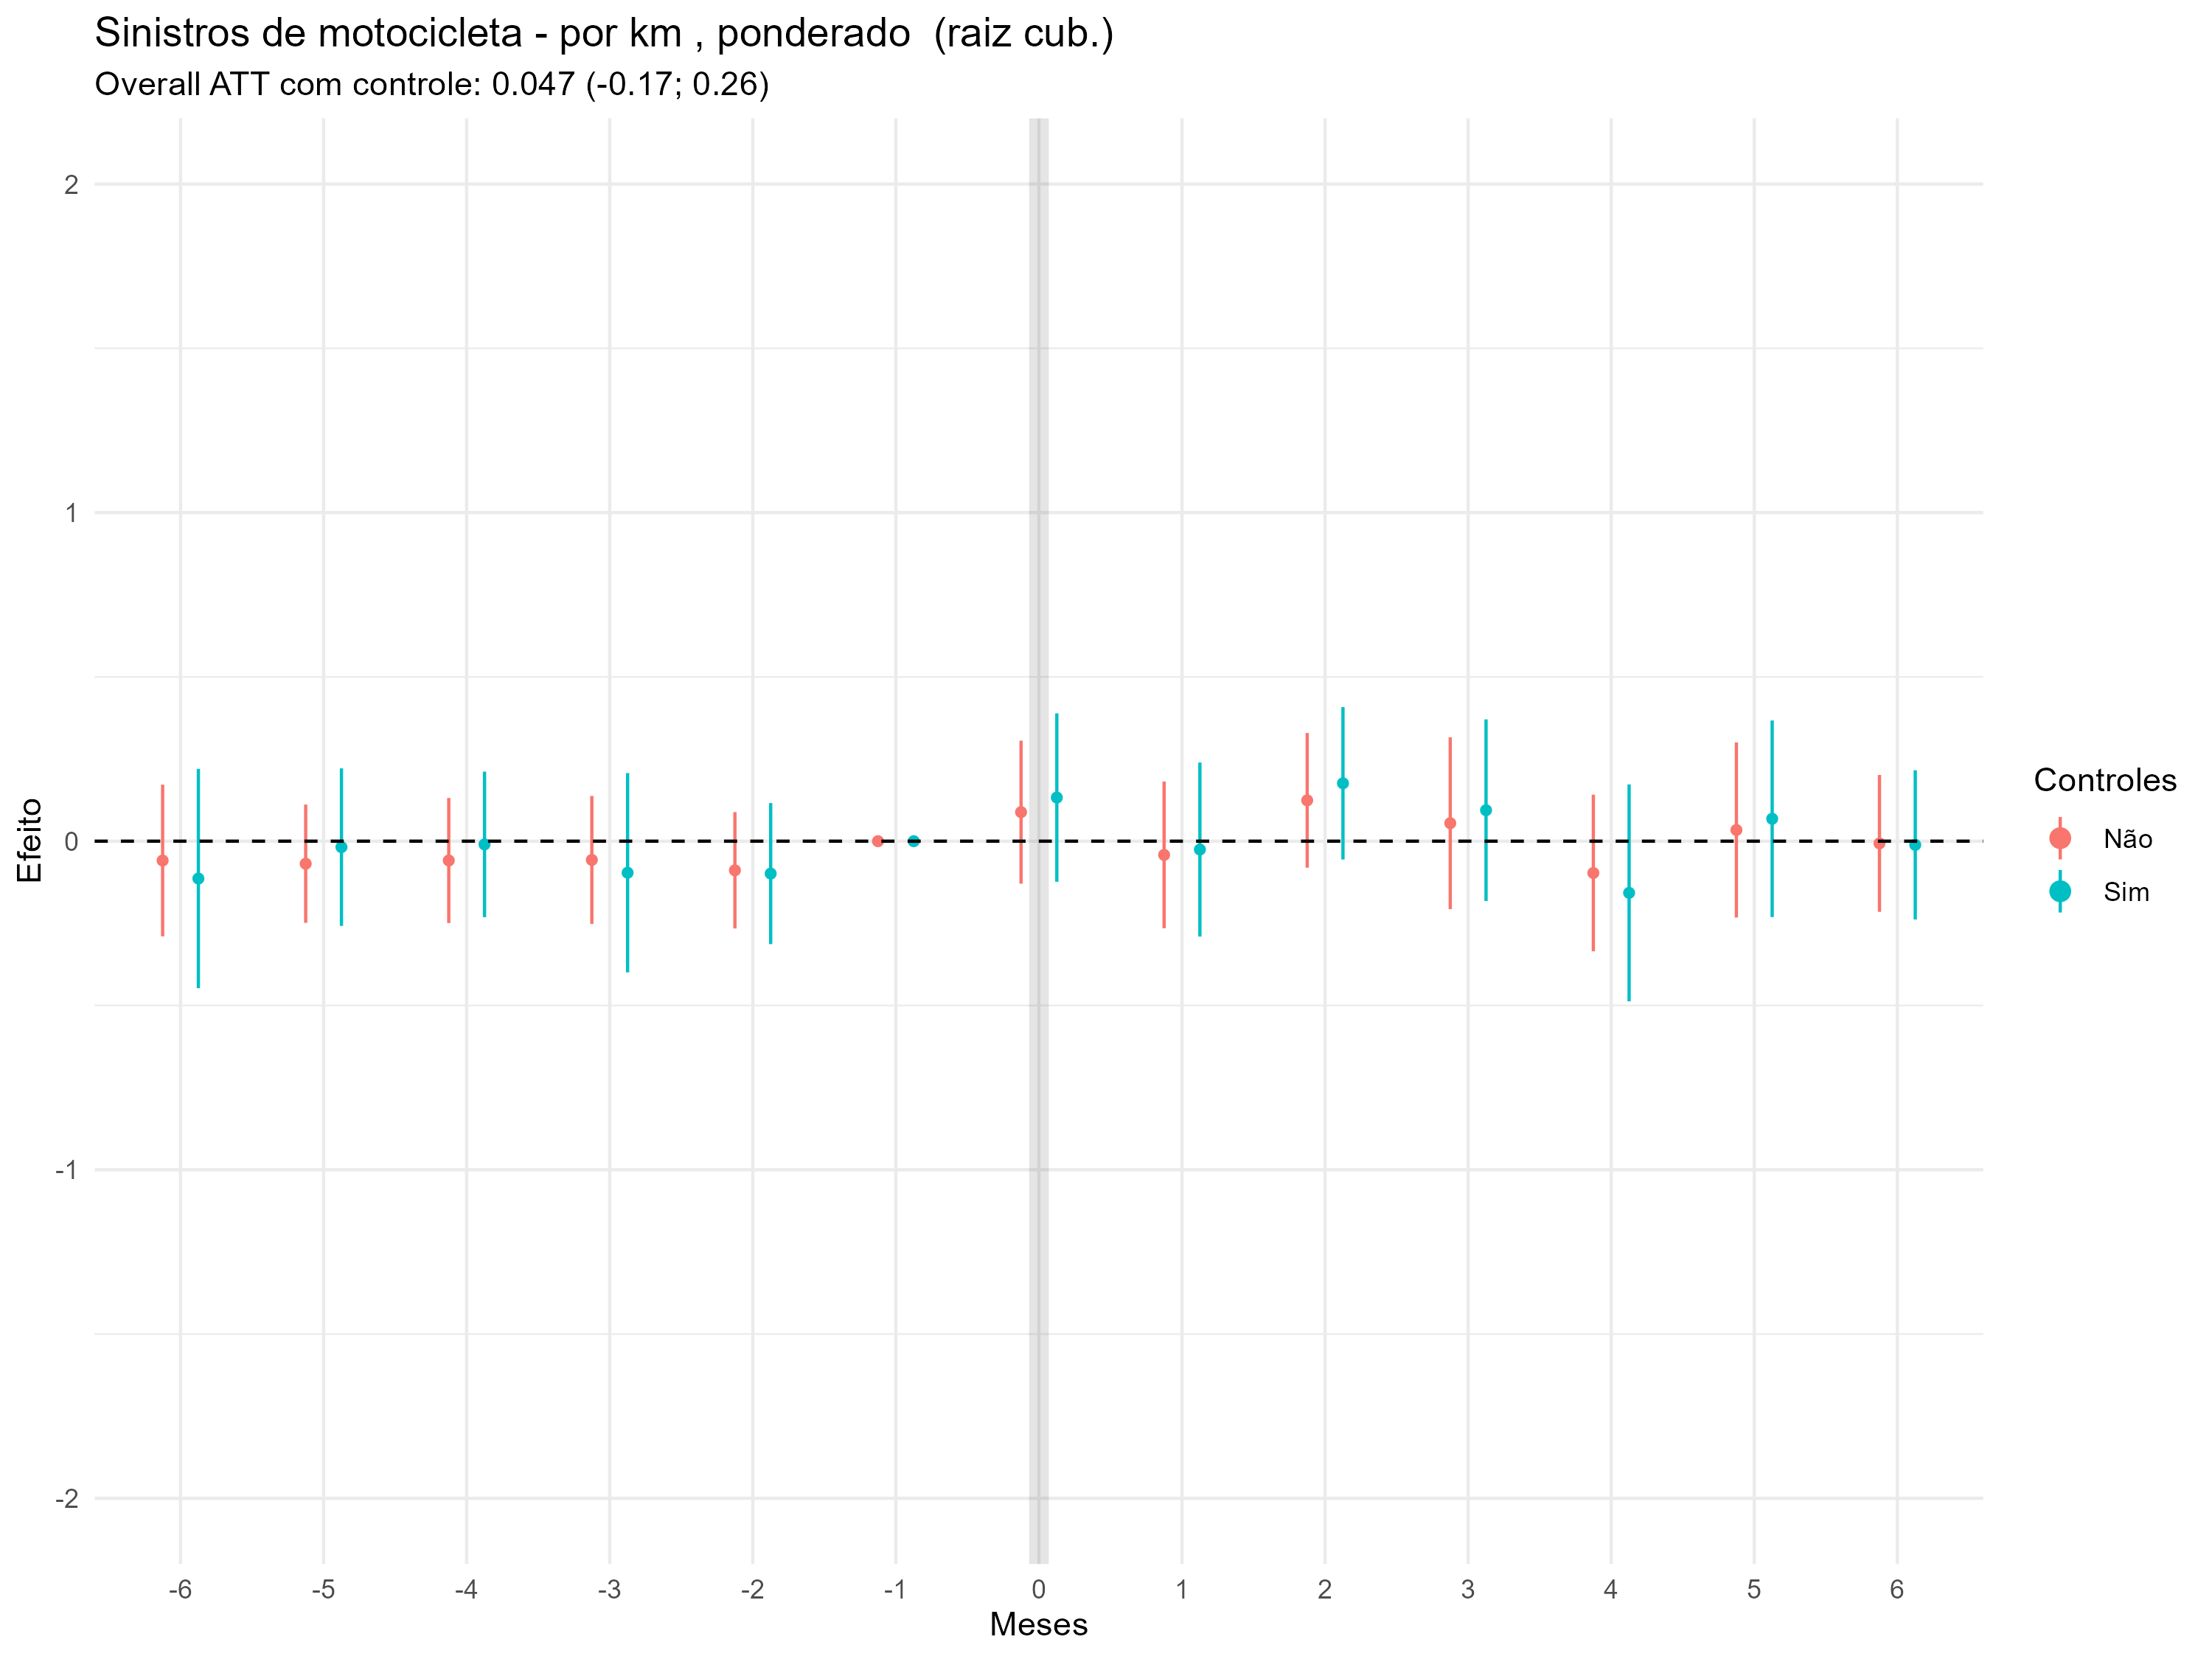 Sinistros de motocicleta - por km , ponderado  (raiz cub.)
Overall ATT com controle: 0.047 (-0.17; 0.26)
2
1
0
-1
-2
Efeito
-6 -5 -4 -3 -2 -1 0 1 2 3 4 5 6
Meses
Controles
Não
Sim